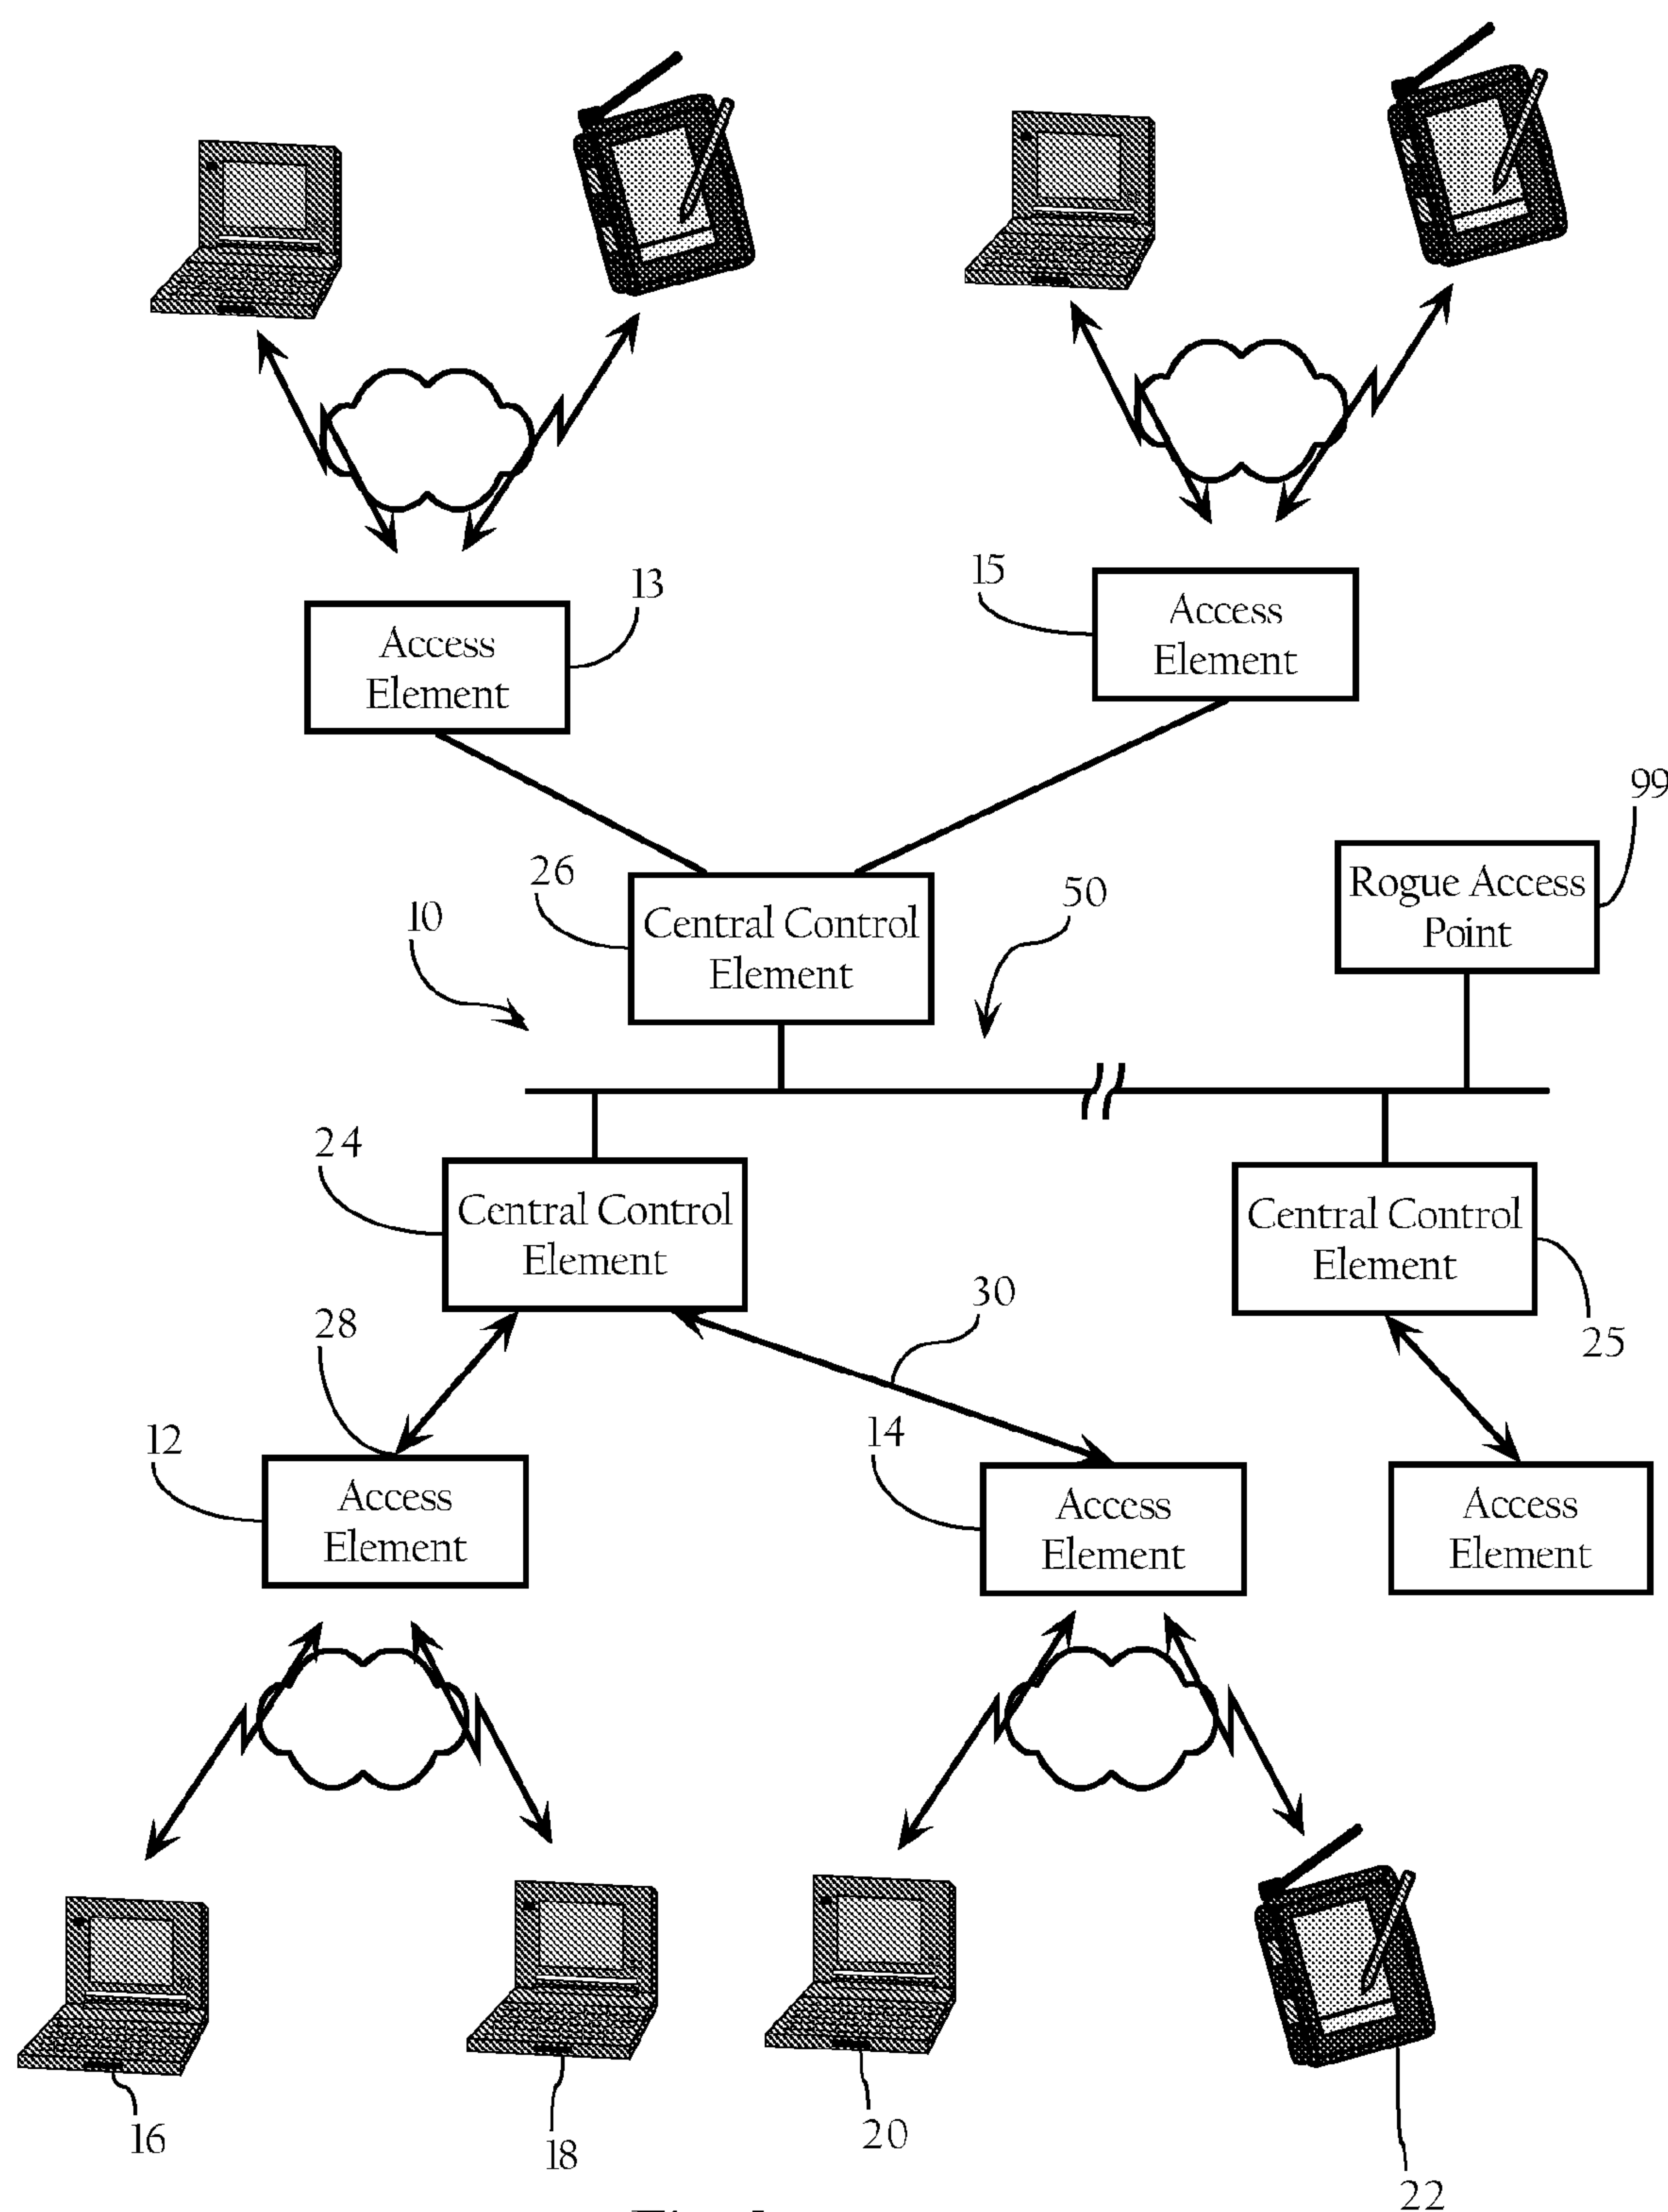 13
15
Access
Element
Access
Element
99
26
50
10
Central Control
Element
Rogue Access
Point
24
Central Control
Element
Central Control
Element
28
30
25
12
14
Access
Element
Access
Element
Access
Element
16
18
20
22